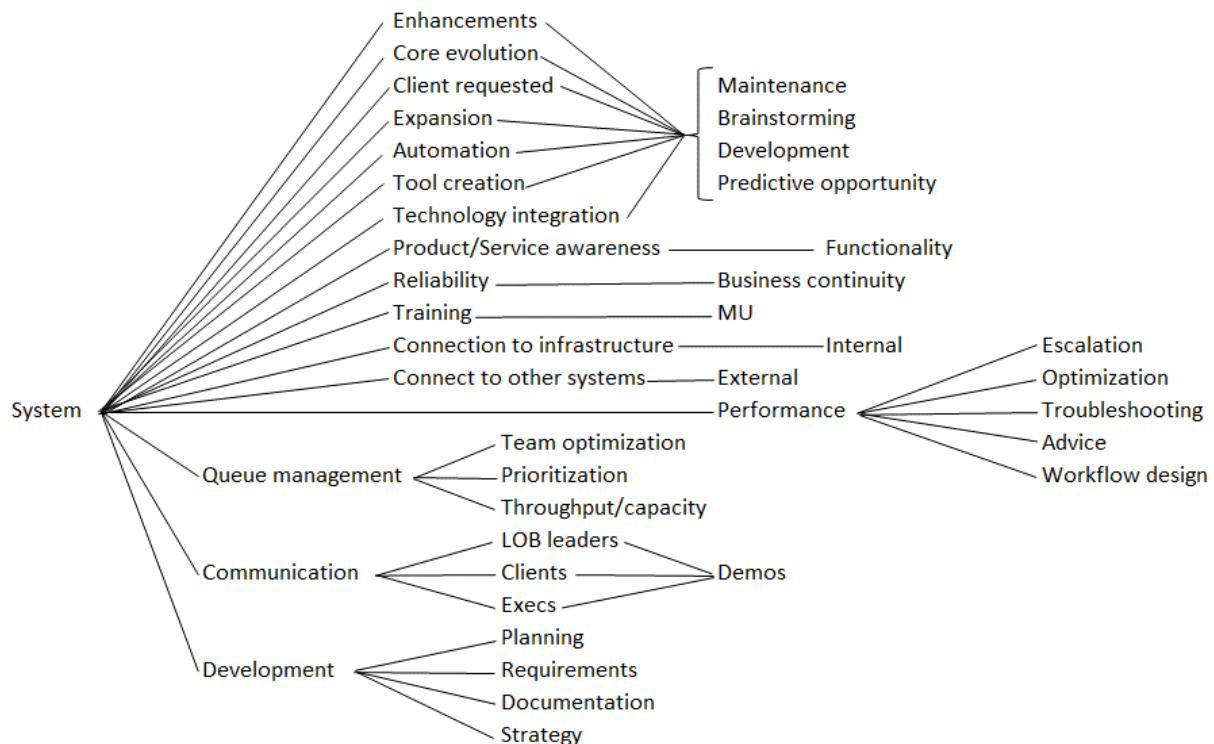 Enhancements
Core evolution
Client requested
Expansion
Automation
Tool creation
Technology integration
Maintenance
Brainstorming
Development
Predictive opportunity
Product/Service awareness
Functionality
Reliability
Business continuity
Training
MU
Connection to infrastructure
Internal
Connect to other systems
External
System
Performance
Escalation
Optimization
Troubleshooting
Advice
Workflow design
Queue management
Team optimization
Prioritization
Throughput/capacity
Communication
LOB leaders
Clients
Execs
Demos
Development
Planning
Requirements
Documentation
Strategy